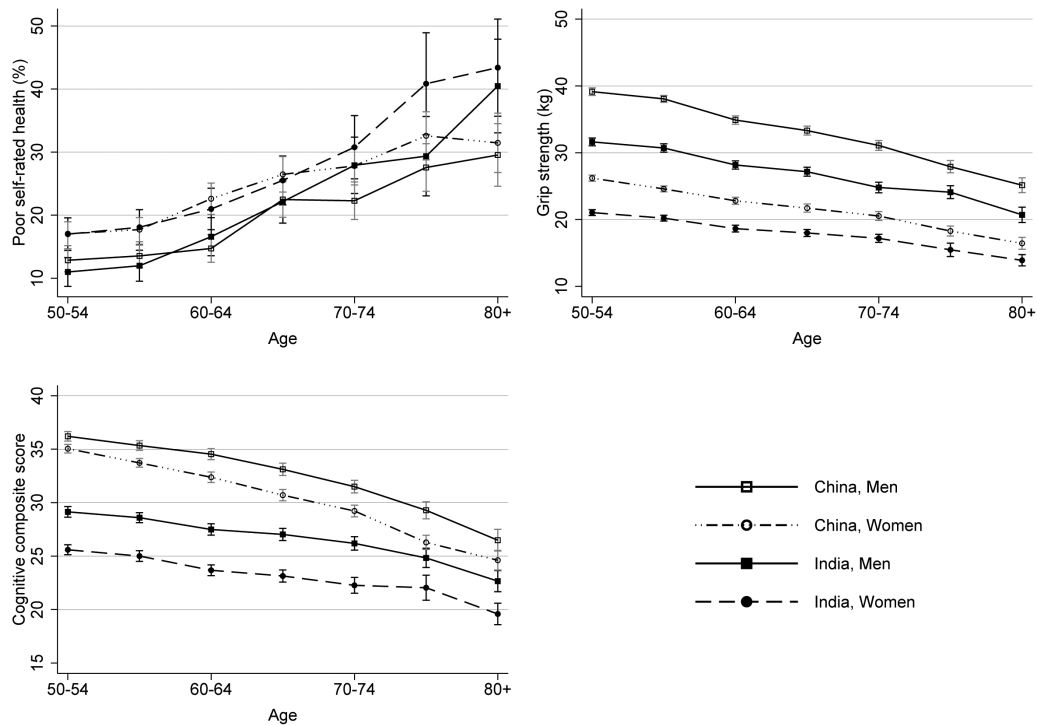 Poor self-rated health (%)
50
40
30
20
10
50-54
60-64
70-74
80+
Age
Grip strength (kg)
50
40
30
20
10
50-54
60-64
70-74
80+
Age
Cognitive composite score
40
35
30
25
20
15
50-54
60-64
70-74
80+
Age
China, Men
China, Women
India, Men
India, Women